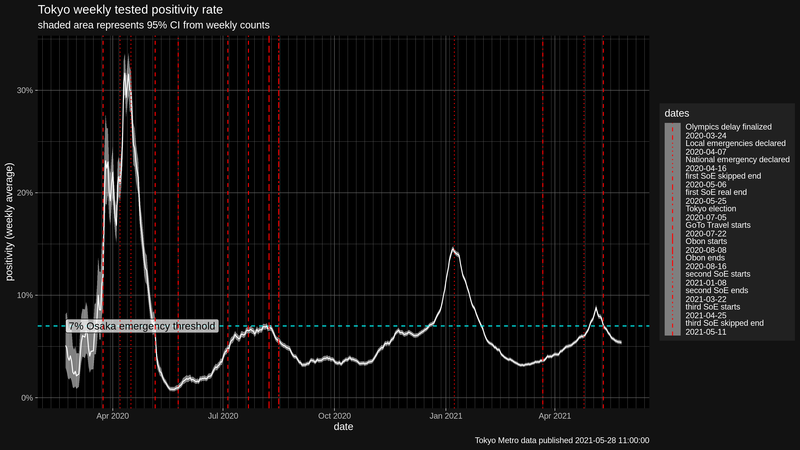 Tokyo weekly tested positivity rate
shaded area represents 95% CI from weekly counts
30%
20%
10%
0%
positivity (weekly average)
7% Osaka emergency threshold
Apr 2020
Jul 2020
Oct 2020
Jan 2021
Apr 2021
date
Tokyo Metro data published 2021-05-28 11:00:00
dates
Olympics delay finalized
2020-03-24
Local emergencies declared
2020-04-07
National emergency declared
2020-04-16
first SoE skipped end
2020-05-06
first SoE real end
2020-05-25
Tokyo election
2020-07-05
GoTo Travel starts
2020-07-22
Obon starts
2020-08-08
Obon ends
2020-08-16
second SoE starts
2021-01-08
second SoE ends
2021-03-22
third SoE starts
2021-04-25
third SoE skipped end
2021-05-11